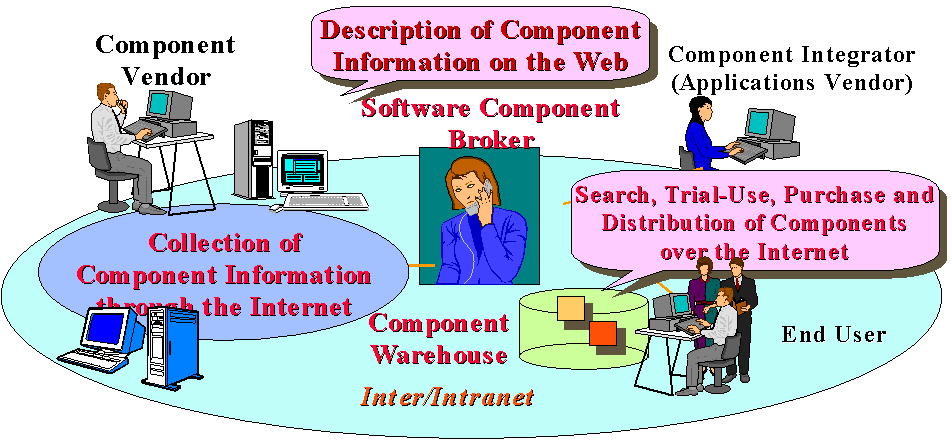 Component
Vendor
Description of Component
Information on the Web
Component Integrator
(Applications Vendor)
Software Component
Broker
Search, Trial-Use, Purchase and
Distribution of Components
over the Internet
Collection of
Component Information
through the Internet
Component
Warehouse
End User
Inter/Intranet